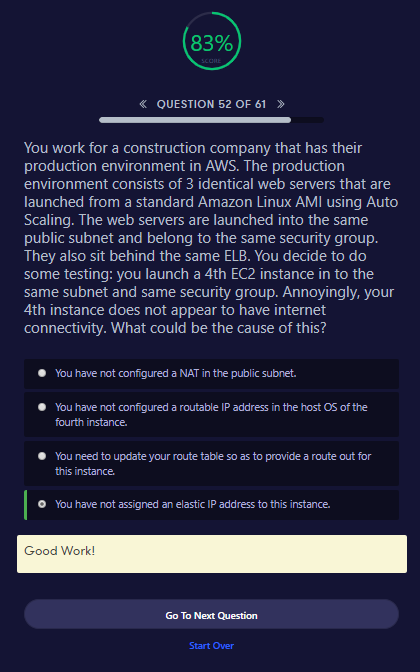 83%
SCORE
« QUESTION 52 OF 61 »
You work for a construction company that has their
production environment in AWS. The production
environment consists of 3 identical web servers that are
launched from a standard Amazon Linux AMI using Auto
Scaling. The web servers are launched into the same
public subnet and belong to the same security group.
They also sit behind the same ELB. You decide to do
some testing: you launch a 4th EC2 instance in to the
same subnet and same security group. Annoyingly, your
4th instance does not appear to have internet
connectivity. What could be the cause of this?
You have not configured a NAT in the public subnet.
You have not configured a routable IP address in the host OS of the
fourth instance.
You need to update your route table so as to provide a route out for
this instance.
You have not assigned an elastic IP address to this instance.
Good Work!
Go To Next Question
Start Over